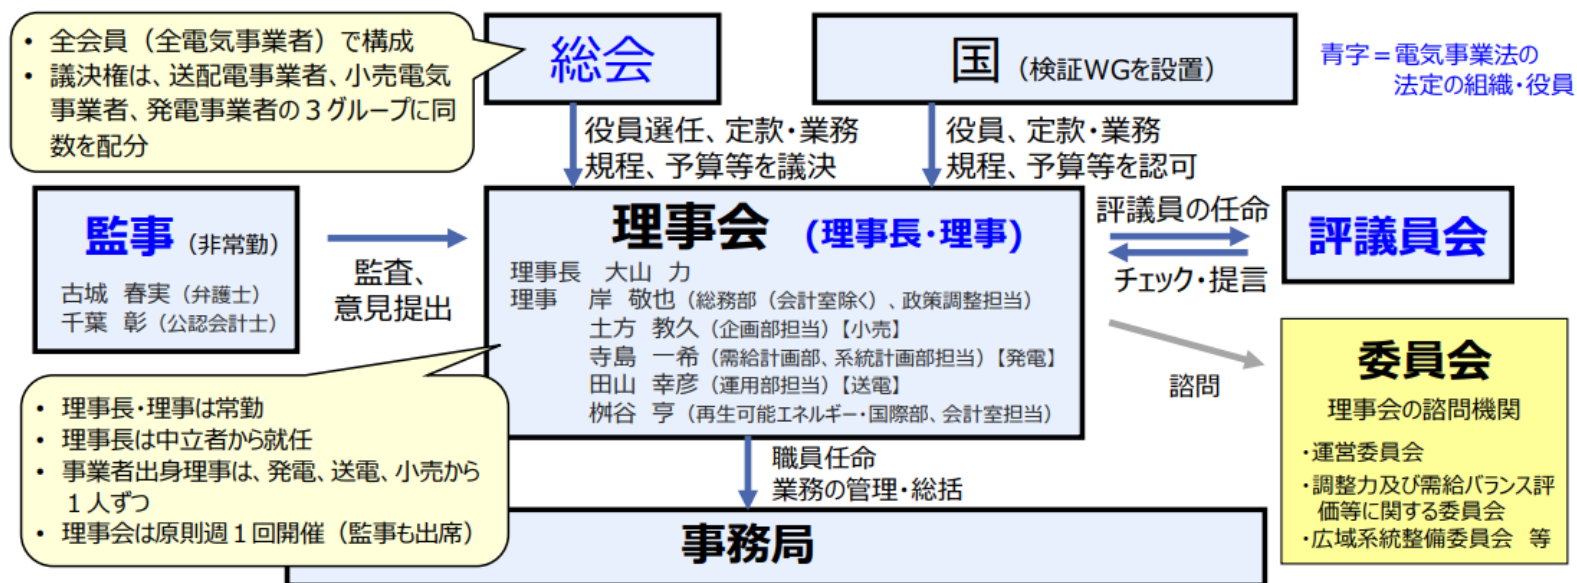 ・ 全会員（全電気事業者）で構成
・ 議決権は、送配電事業者、小売電気
事業者、発電事業者の３グループに同
数を配分
総会
国（検証WGを設置）
青字＝電気事業法の
法定の組織・役員
役員選任、定款・業務
規程、予算等を議決
役員、定款・業務
規程、予算等を認可
監事（非常勤）
古城 春実（弁護士）
千葉 彰（公認会計士）
監査、
意見提出
理事会 (理事長・理事)
理事長 大山 力
理事 岸 敬也（総務部（会計室除く）、政策調整担当）
土方 教久（企画部担当）【小売】
寺島 一希（需給計画部、系統計画部担当）【発電】
田山 幸彦（運用部担当）【送電】
桝谷 亨（再生可能エネルギー・国際部、会計室担当）
評議員の任命
チェック・提言
評議員会
諮問
委員会
理事会の諮問機関
・運営委員会
・調整力及び需給バランス評
価等に関する委員会
・広域系統整備委員会 等
・ 理事長・理事は常勤
・ 理事長は中立者から就任
・ 事業者出身理事は、発電、送電、小売から
１人ずつ
・ 理事会は原則週１回開催（監事も出席）
職員任命
業務の管理・総括
事務局